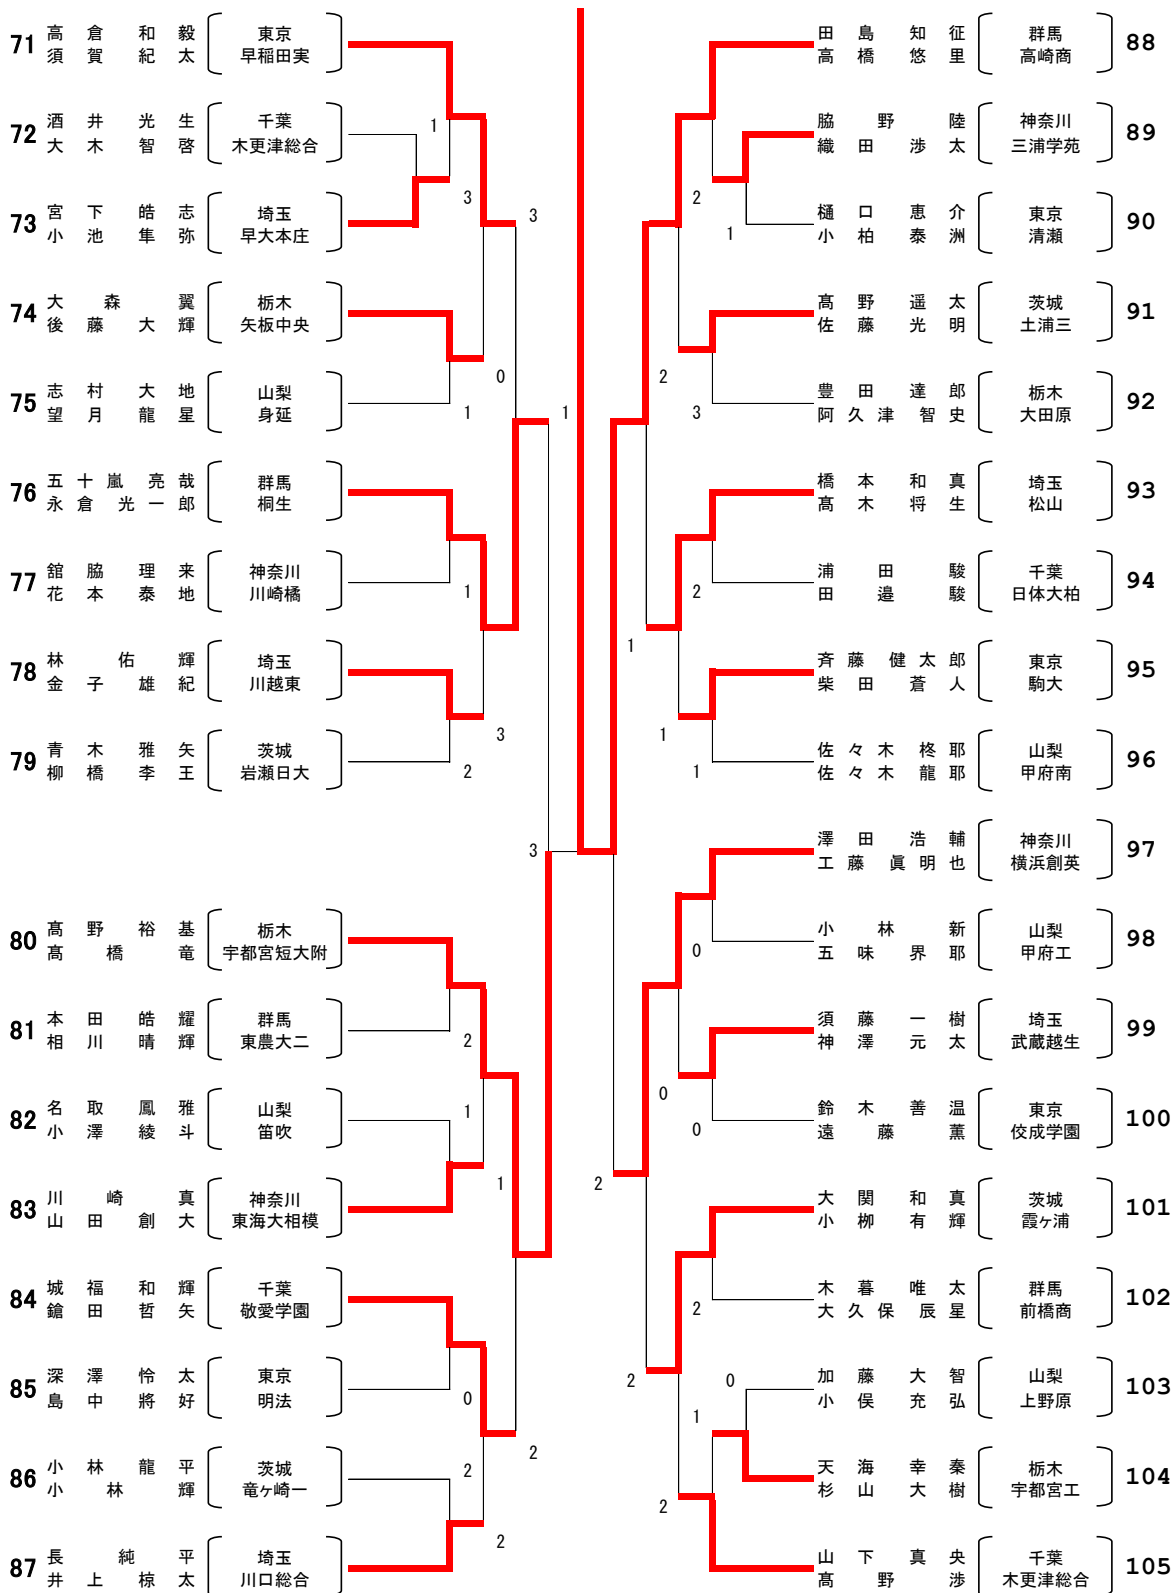 71 高倉和毅 東京
須賀紀太 早稲田実
1
72 酒井光生 千葉
大木智啓 木更津総合
3
3
73 宮下皓志 埼玉
小池隼弥 早大本庄
74 大森翼 栃木
後藤大輝 矢板中央
0
75 志村大地 山梨
望月龍星 身延
1
1
76 五十嵐亮哉 群馬
永倉光一郎 桐生
77 舘脇理来 神奈川
花本泰地 川崎橘
1
78 林佑輝 埼玉
金子雄紀 川越東
3
79 青木雅矢 茨城
柳橋李王 岩瀬日大
2
3
80 髙野裕基 栃木
髙橋竜 宇都宮短大附
81 本田皓耀 群馬
相川晴輝 東農大二
2
82 名取鳳雅 山梨
小澤綾斗 笛吹
1
1
83 川崎真 神奈川
山田創大 東海大相模
84 城福和輝 千葉
鎗田哲矢 敬愛学園
85 深澤怜太 東京
島中將好 明法
0
86 小林龍平 茨城
小林輝 竜ヶ崎一
2
2
2
87 長純平 埼玉
井上椋太 川口総合
田島知征 群馬 88
高橋悠里 高崎商
脇野陸 神奈川 89
織田渉太 三浦学苑
2
樋口恵介 東京 90
小柏泰洲 清瀬
1
髙野遥太 茨城 91
佐藤光明 土浦三
2
豊田達郎 栃木 92
阿久津智史 大田原
3
橋本和真 埼玉 93
髙木将生 松山
浦田駿 千葉 94
田邉駿 日体大柏
2
1
斉藤健太郎 東京 95
柴田蒼人 駒大
1
佐々木柊耶 山梨 96
佐々木龍耶 甲府南
1
澤田浩輔 神奈川 97
工藤眞明也 横浜創英
小林新 山梨 98
五味界耶 甲府工
0
須藤一樹 埼玉 99
神澤元太 武蔵越生
0
鈴木善温 東京 100
遠藤薫 佼成学園
0
2
大関和真 茨城 101
小栁有輝 霞ヶ浦
木暮唯太 群馬 102
大久保辰星 前橋商
2
2
0
加藤大智 山梨 103
小俣充弘 上野原
1
天海幸秦 栃木 104
杉山大樹 宇都宮工
2
山下真央 千葉 105
髙野渉 木更津総合